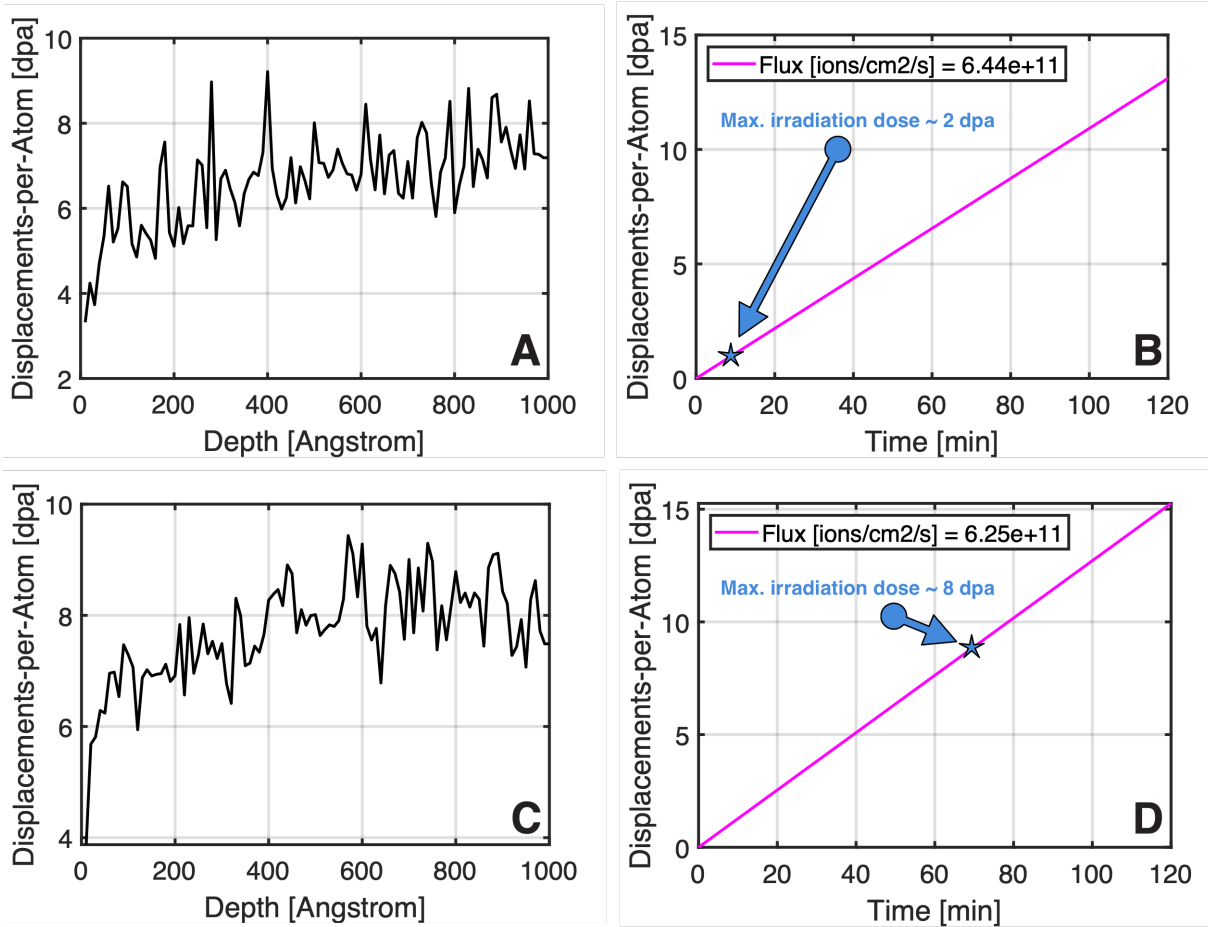 Displacements-per-Atom [dpa]
10
8
6
4
2
0
200
400
600
800
1000
Depth [Angstrom]
A
Displacements-per-Atom [dpa]
15
10
5
0
Flux [ions/cm2/s] = 6.44e+11
Max. irradiation dose ~ 2 dpa
0
20
40
60
80
100
120
Time [min]
B
Displacements-per-Atom [dpa]
10
8
6
4
0
200
400
600
800
1000
Depth [Angstrom]
C
Displacements-per-Atom [dpa]
15
10
5
0
Flux [ions/cm2/s] = 6.25e+11
Max. irradiation dose ~ 8 dpa
0
20
40
60
80
100
120
Time [min]
D